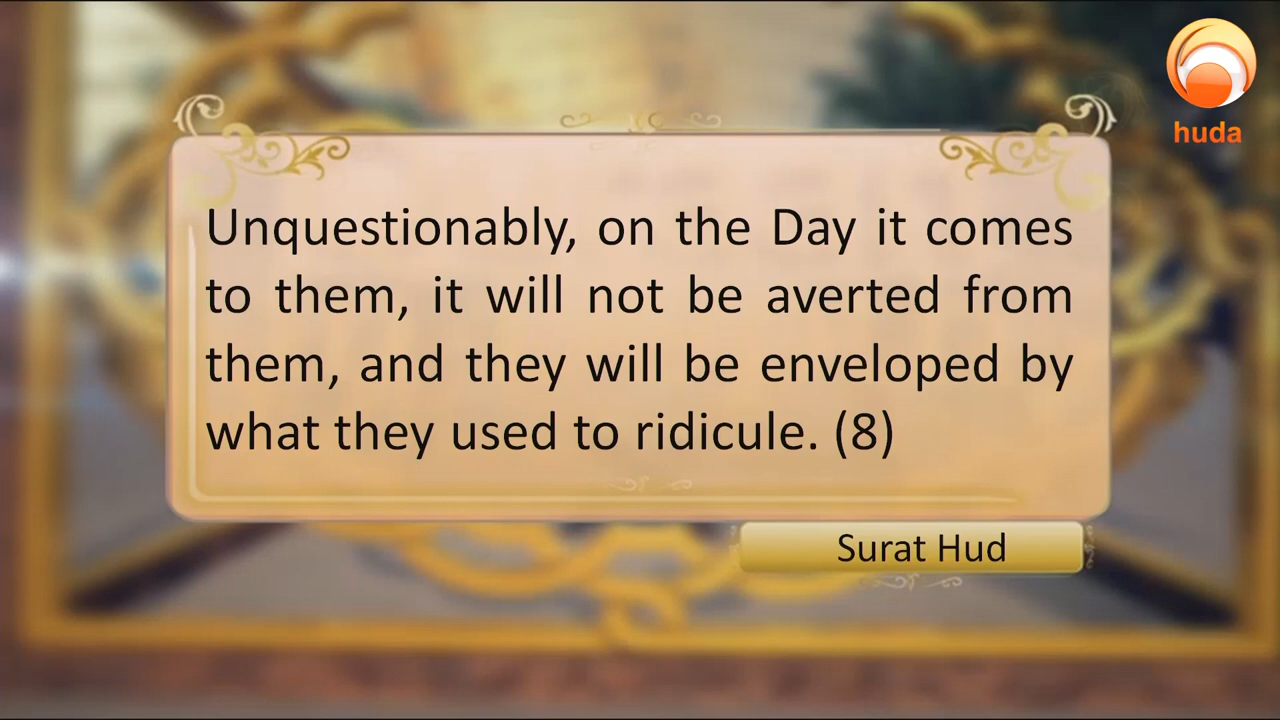 huda
Unquestionably, on the Day it comes
to them, it will not be averted from
them, and they will be enveloped by
what they used to ridicule. (8)
Surat Hud